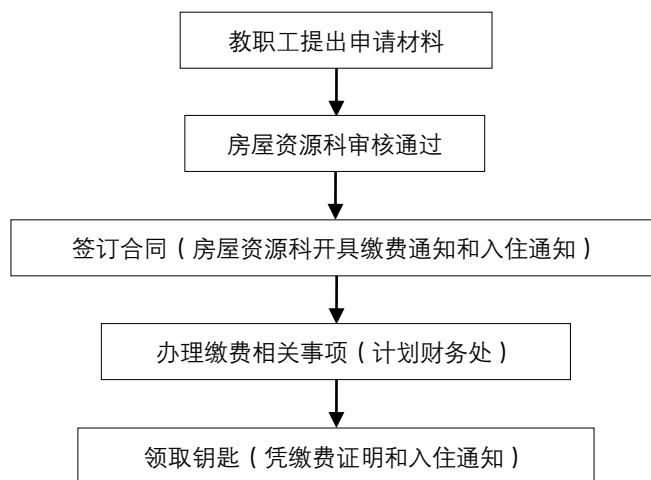 教职工提出申请材料
房屋资源科审核通过
签订合同（房屋资源科开具缴费通知和入住通知）
办理缴费相关事项（计划财务处）
领取钥匙（凭缴费证明和入住通知）